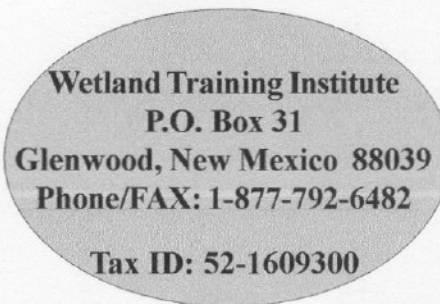 Wetland Training Institute
P.O. Box 31
Glenwood, New Mexico 88039
Phone/FAX: 1-877-792-6482
Tax ID: 52-1609300